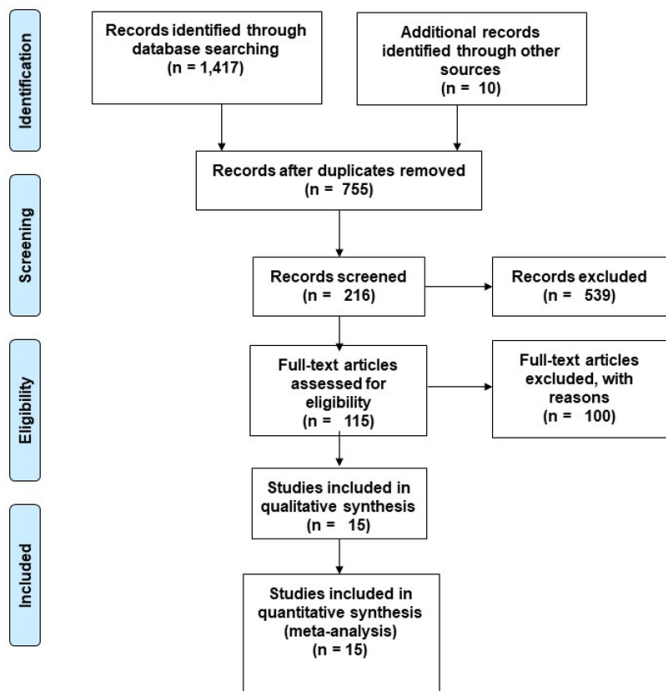 Identification
Records identified through
database searching
(n = 1,417)
Additional records
identified through other
sources
(n = 10)
Records after duplicates removed
(n = 755)
Screening
Records screened
(n = 216)
Records excluded
(n = 539)
Eligibility
Full-text articles
assessed for
eligibility
(n = 115)
Full-text articles
excluded, with
reasons
(n = 100)
Studies included in
qualitative synthesis
(n = 15)
Included
Studies included in
quantitative synthesis
(meta-analysis)
(n = 15)